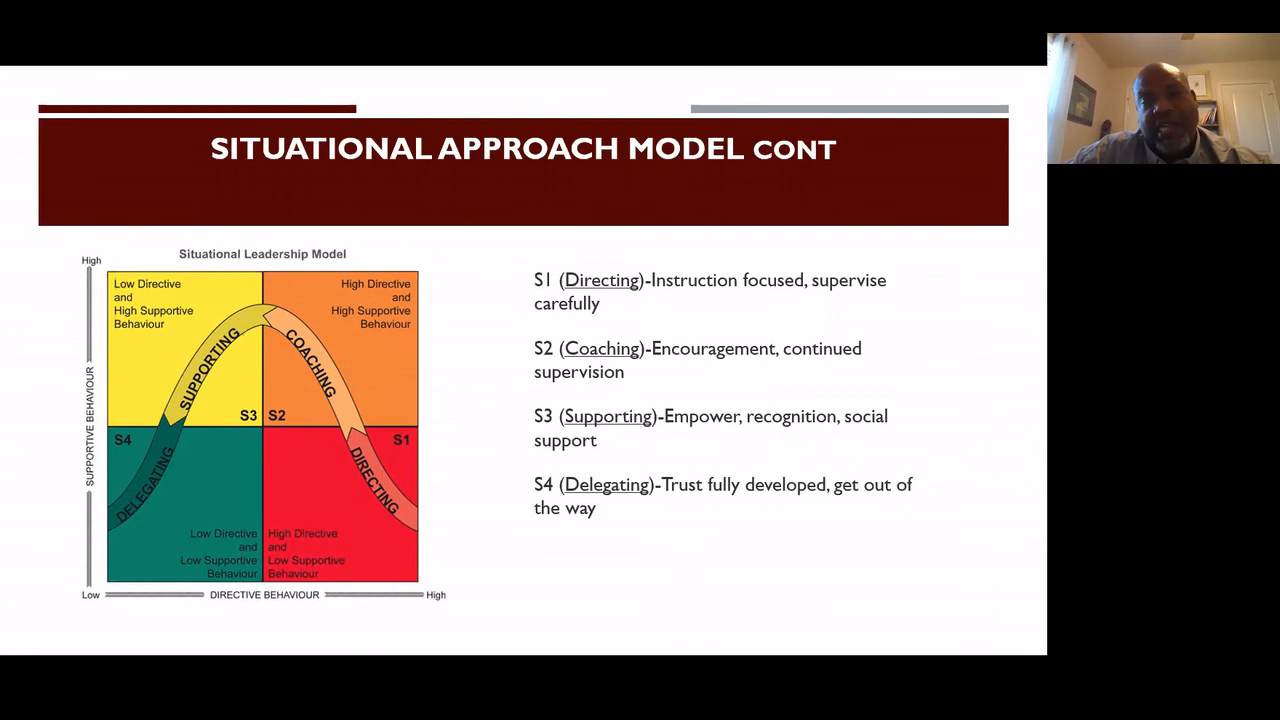 SITUATIONAL APPROACH MODEL CONT
Situational Leadership Model
High
Low Directive
and
High Supportive
Behaviour
High Directive
and
High Supportive
Behaviour
SUPPORTING
COACHING
S3
S2
S4
S1
DELEGATING
DIRECTING
Low Directive
and
Low Supportive
Behaviour
High Directive
and
Low Supportive
Behaviour
SUPPORTIVE BEHAVIOUR
Low
DIRECTIVE BEHAVIOUR
High
S1 (Directing)-Instruction focused, supervise
carefully
S2 (Coaching)-Encouragement, continued
supervision
S3 (Supporting)-Empower, recognition, social
support
S4 (Delegating)-Trust fully developed, get out of
the way